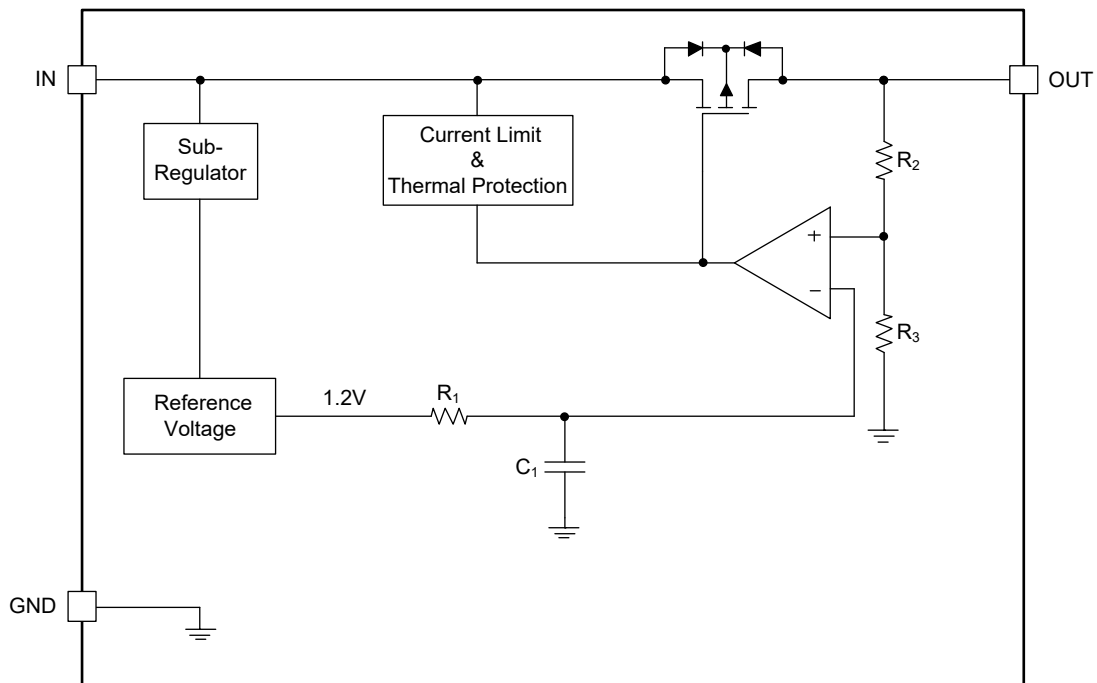 IN
OUT
Sub-
Regulator
Current Limit
&
Thermal Protection
R2
+
−
R3
Reference
Voltage
1.2V
R1
C1
GND